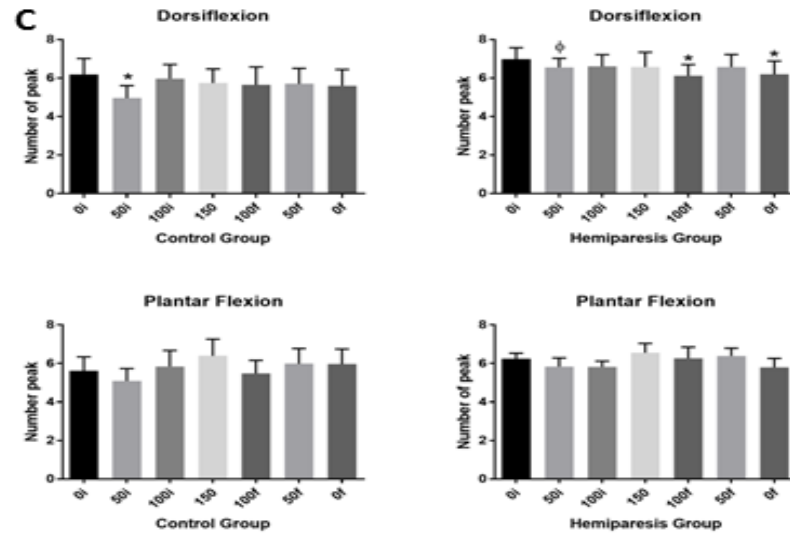 C
Dorsiflexion
Number of peak
8
6
4
2
0
*
0i
50i
100i
150
100f
50f
0f
Control Group
Dorsiflexion
Number of peak
8
6
4
2
0
ϕ
*
*
0i
50i
100i
150
100f
50f
0f
Hemiparesis Group
Plantar Flexion
Number peak
8
6
4
2
0
0i
50i
100i
150
100f
50f
0f
Control Group
Plantar Flexion
Number of peak
8
6
4
2
0
0i
50i
100i
150
100f
50f
0f
Hemiparesis Group